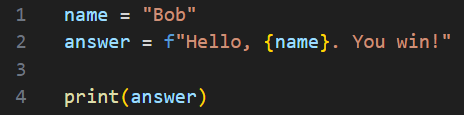 1 name = "Bob"
2 answer = f"Hello, {name}. You win!"
3
4 print(answer)